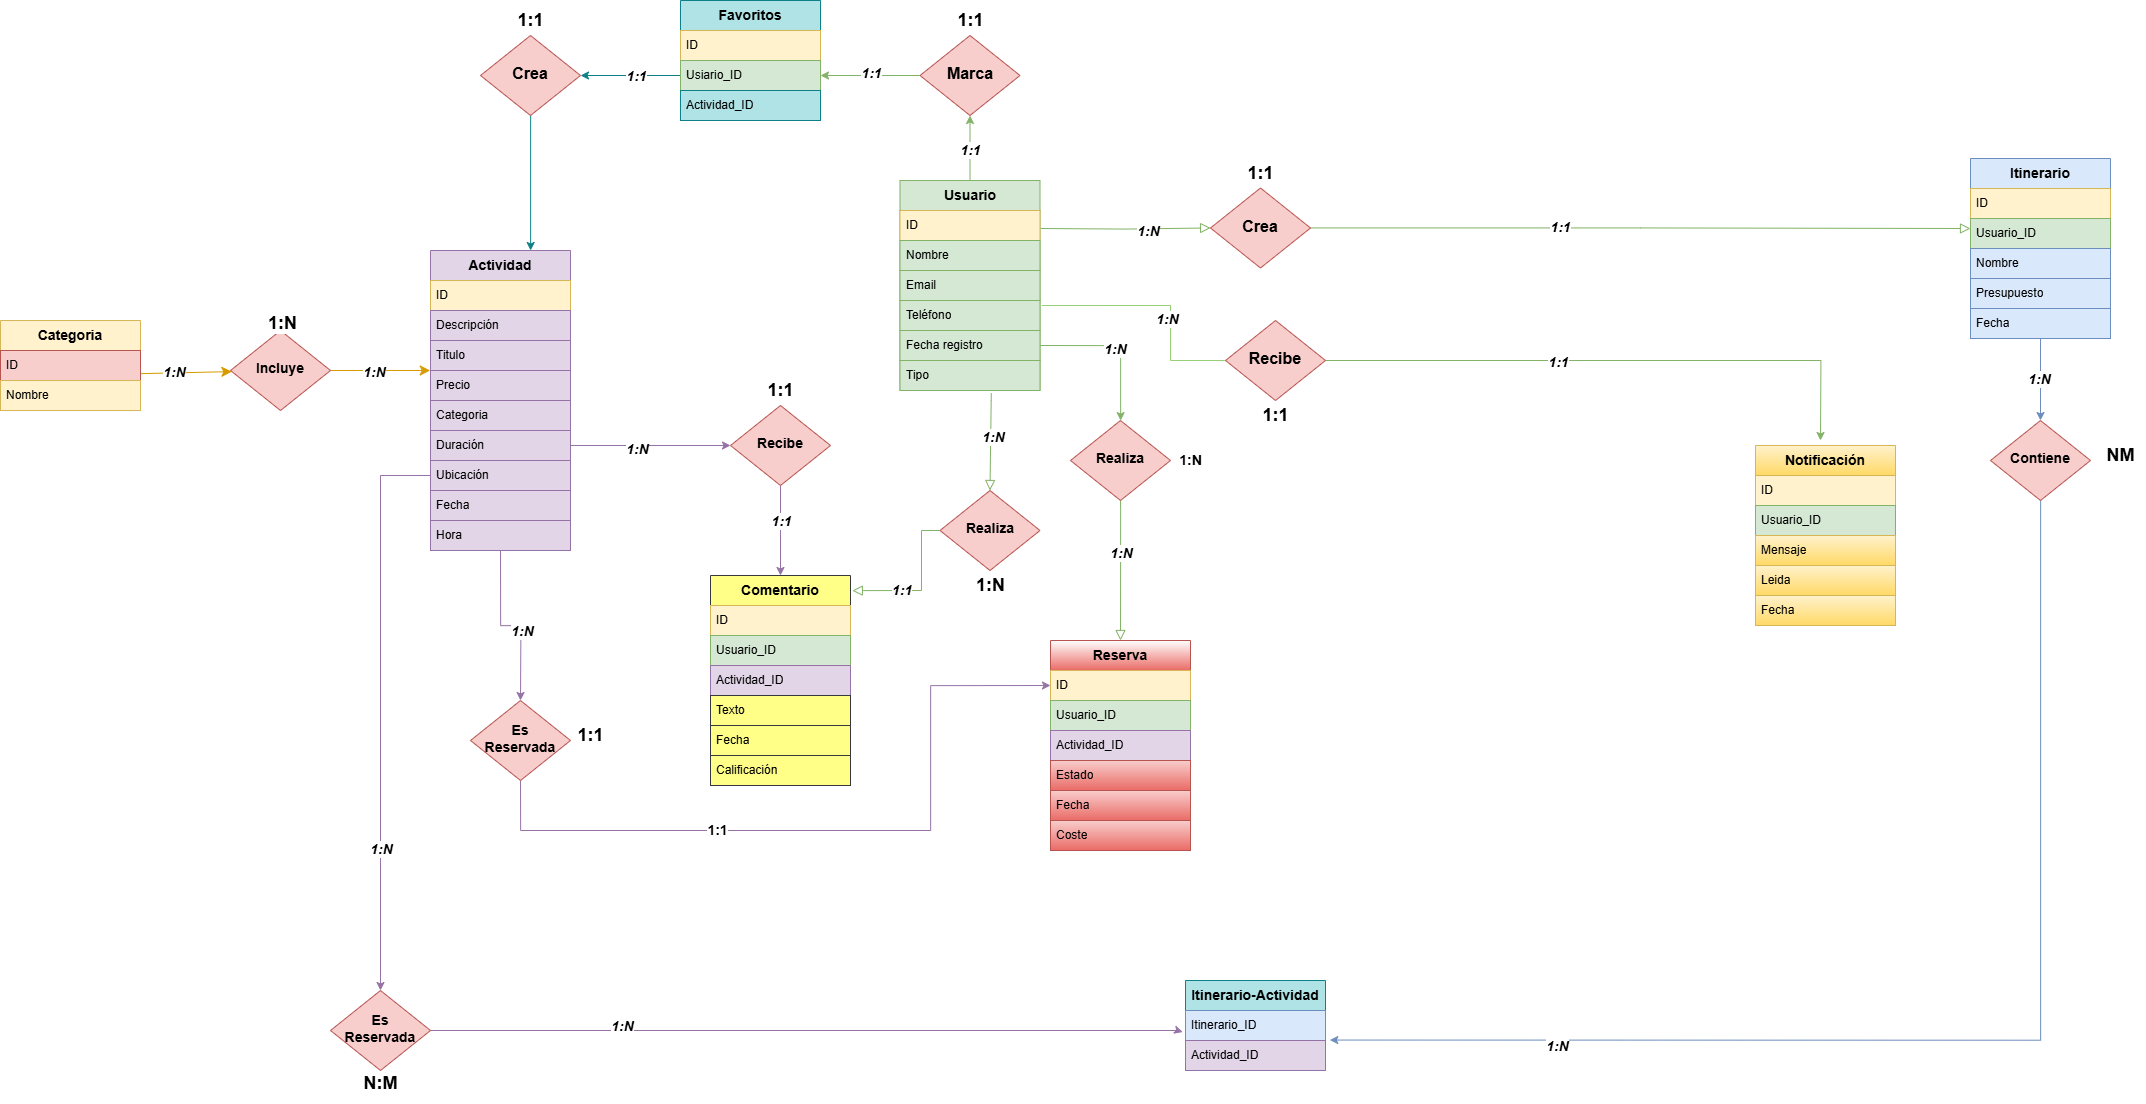 1:1
Crea
1:1
Favoritos
ID
Usiario_ID
Actividad_ID
1:1
1:1
Marca
1:1
Usuario
ID
Nombre
Email
Teléfono
Fecha registro
Tipo
1:N
1:1
Crea
1:1
Itinerario
ID
Usuario_ID
Nombre
Presupuesto
Fecha
1:N
Contiene
NM
Categoria
ID
Nombre
1:N
1:N
Incluye
1:N
Actividad
ID
Descripción
Titulo
Precio
Categoria
Duración
Ubicación
Fecha
Hora
1:N
1:1
Recibe
1:1
1:N
Recibe
1:1
1:1
1:N
Realiza
1:N
1:N
1:N
Realiza
1:N
1:1
Notificación
ID
Usuario_ID
Mensaje
Leida
Fecha
Comentario
ID
Usuario_ID
Actividad_ID
Texto
Fecha
Calificación
Reserva
ID
Usuario_ID
Actividad_ID
Estado
Fecha
Coste
1:N
Es
Reservada
1:1
1:1
1:N
Es
Reservada
N:M
1:N
Itinerario-Actividad
Itinerario_ID
Actividad_ID
1:N